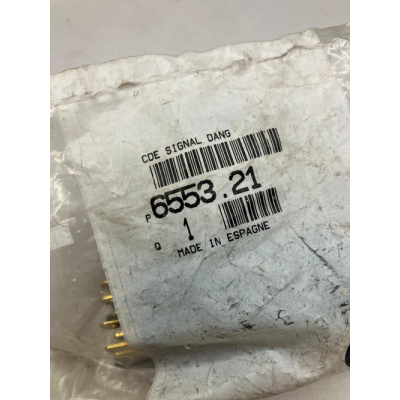 CDE SIGNAL DANG
P 6553.21
Q 1
MADE IN ESPAGNE